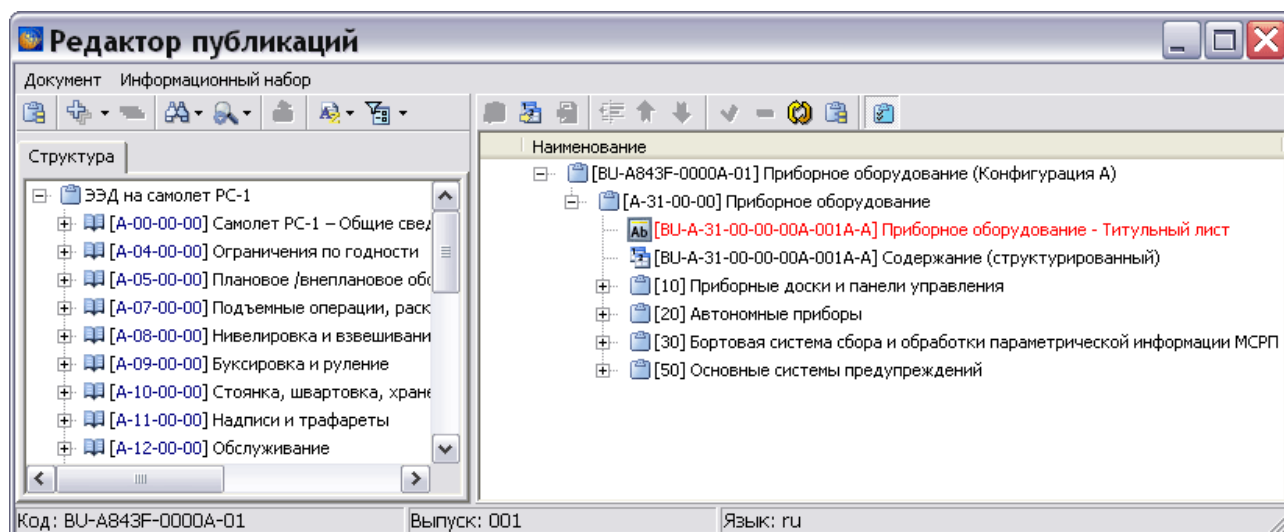 Редактор публикаций
Документ Информационный набор
Структура
ЭЭД на самолет РС-1
[A-00-00-00] Самолет РС-1 – Общие свед
[A-04-00-00] Ограничения по годности
[A-05-00-00] Плановое /внеплановое обс
[A-07-00-00] Подъемные операции, раск
[A-08-00-00] Нивелировка и взвешивани
[A-09-00-00] Буксировка и руление
[A-10-00-00] Стоянка, швартовка, хране
[A-11-00-00] Надписи и трафареты
[A-12-00-00] Обслуживание
Наименование
[BU-A843F-0000A-01] Приборное оборудование (Конфигурация А)
[A-31-00-00] Приборное оборудование
Ab [BU-A-31-00-00-00A-001A-A] Приборное оборудование - Титульный лист
[BU-A-31-00-00-00A-001A-A] Содержание (структурированный)
[10] Приборные доски и панели управления
[20] Автономные приборы
[30] Бортовая система сбора и обработки параметрической информации МСРП
[50] Основные системы предупреждений
Код: BU-A843F-0000A-01 Выпуск: 001 Язык: ru